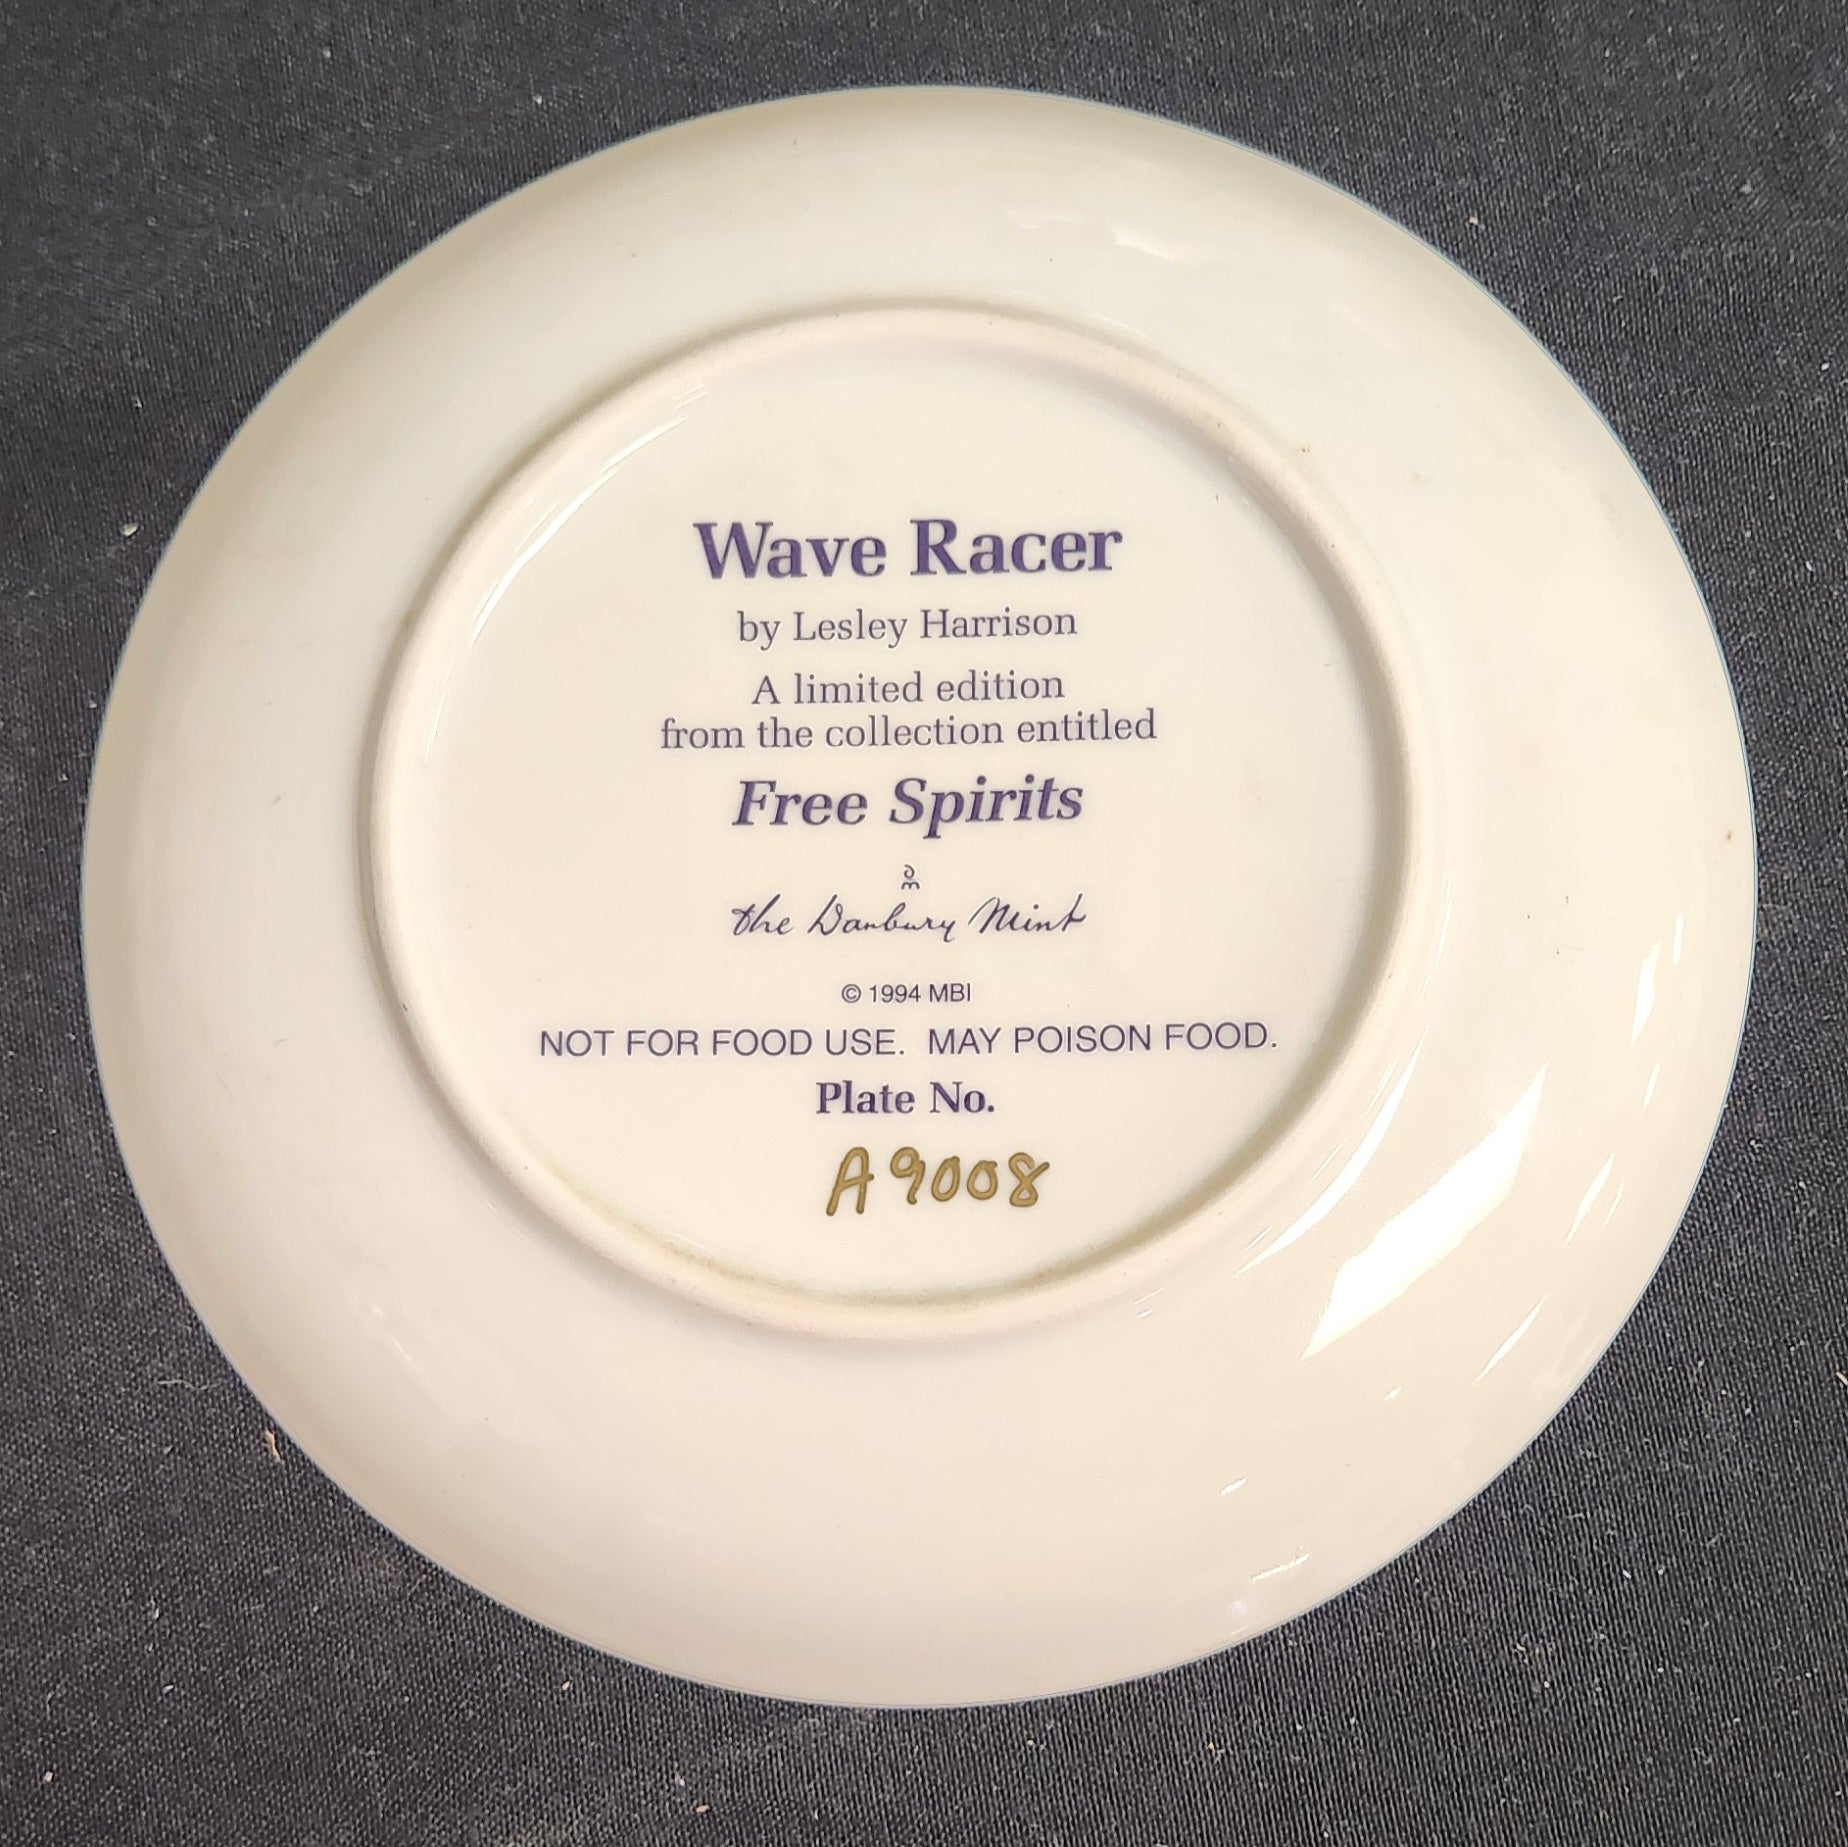 Wave Racer
by Lesley Harrison
A limited edition
from the collection entitled
Free Spirits
the Danbury Mint
© 1994 MBI
NOT FOR FOOD USE. MAY POISON FOOD.
Plate No.
A9008